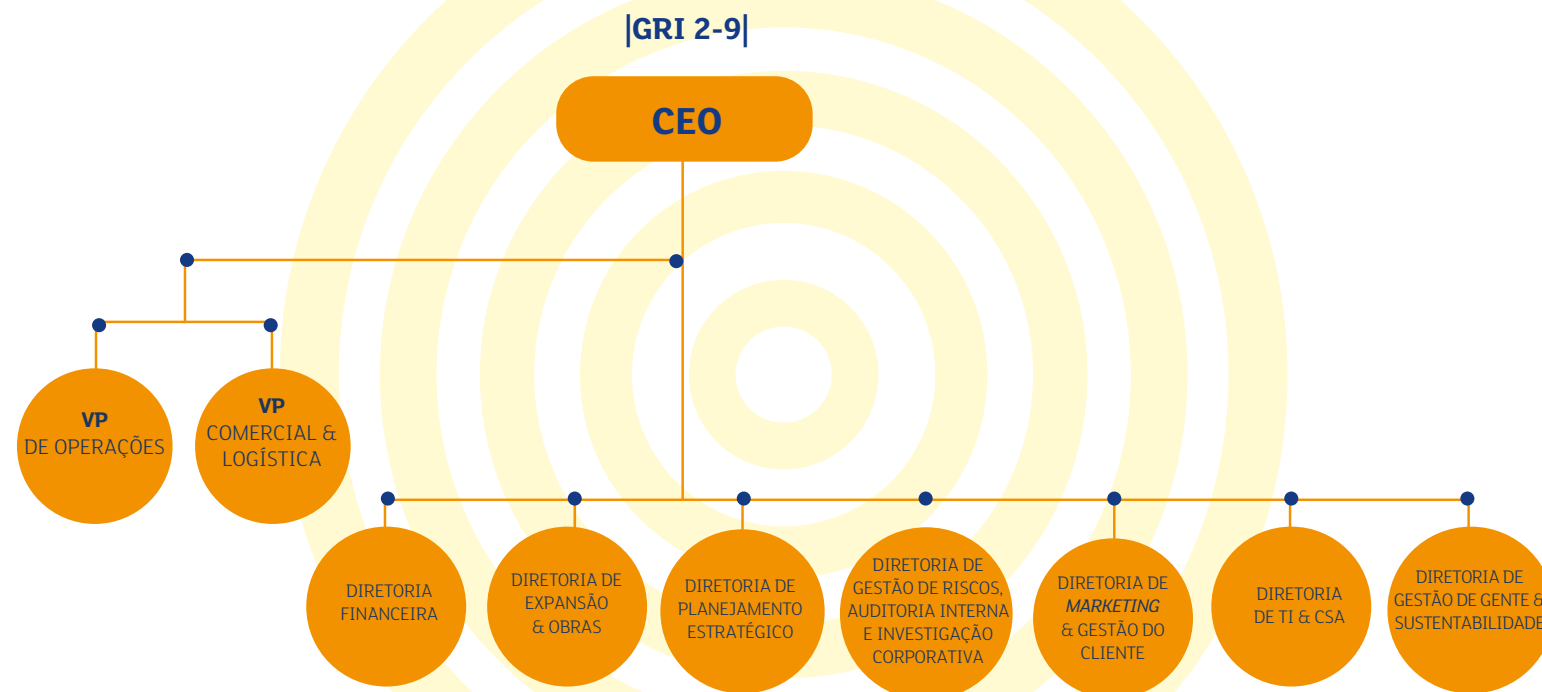 |GRI 2-9|
CEO
VP
DE OPERAÇÕES
VP
COMERCIAL &
LOGÍSTICA
DIRETORIA
FINANCEIRA
DIRETORIA DE
EXPANSÃO
& OBRAS
DIRETORIA DE
PLANEJAMENTO
ESTRATÉGICO
DIRETORIA DE
GESTÃO DE RISCOS,
AUDITORIA INTERNA
E INVESTIGAÇÃO
CORPORATIVA
DIRETORIA DE
MARKETING
& GESTÃO DO
CLIENTE
DIRETORIA
DE TI & CSA
DIRETORIA DE
GESTÃO DE GENTE &
SUSTENTABILIDADE